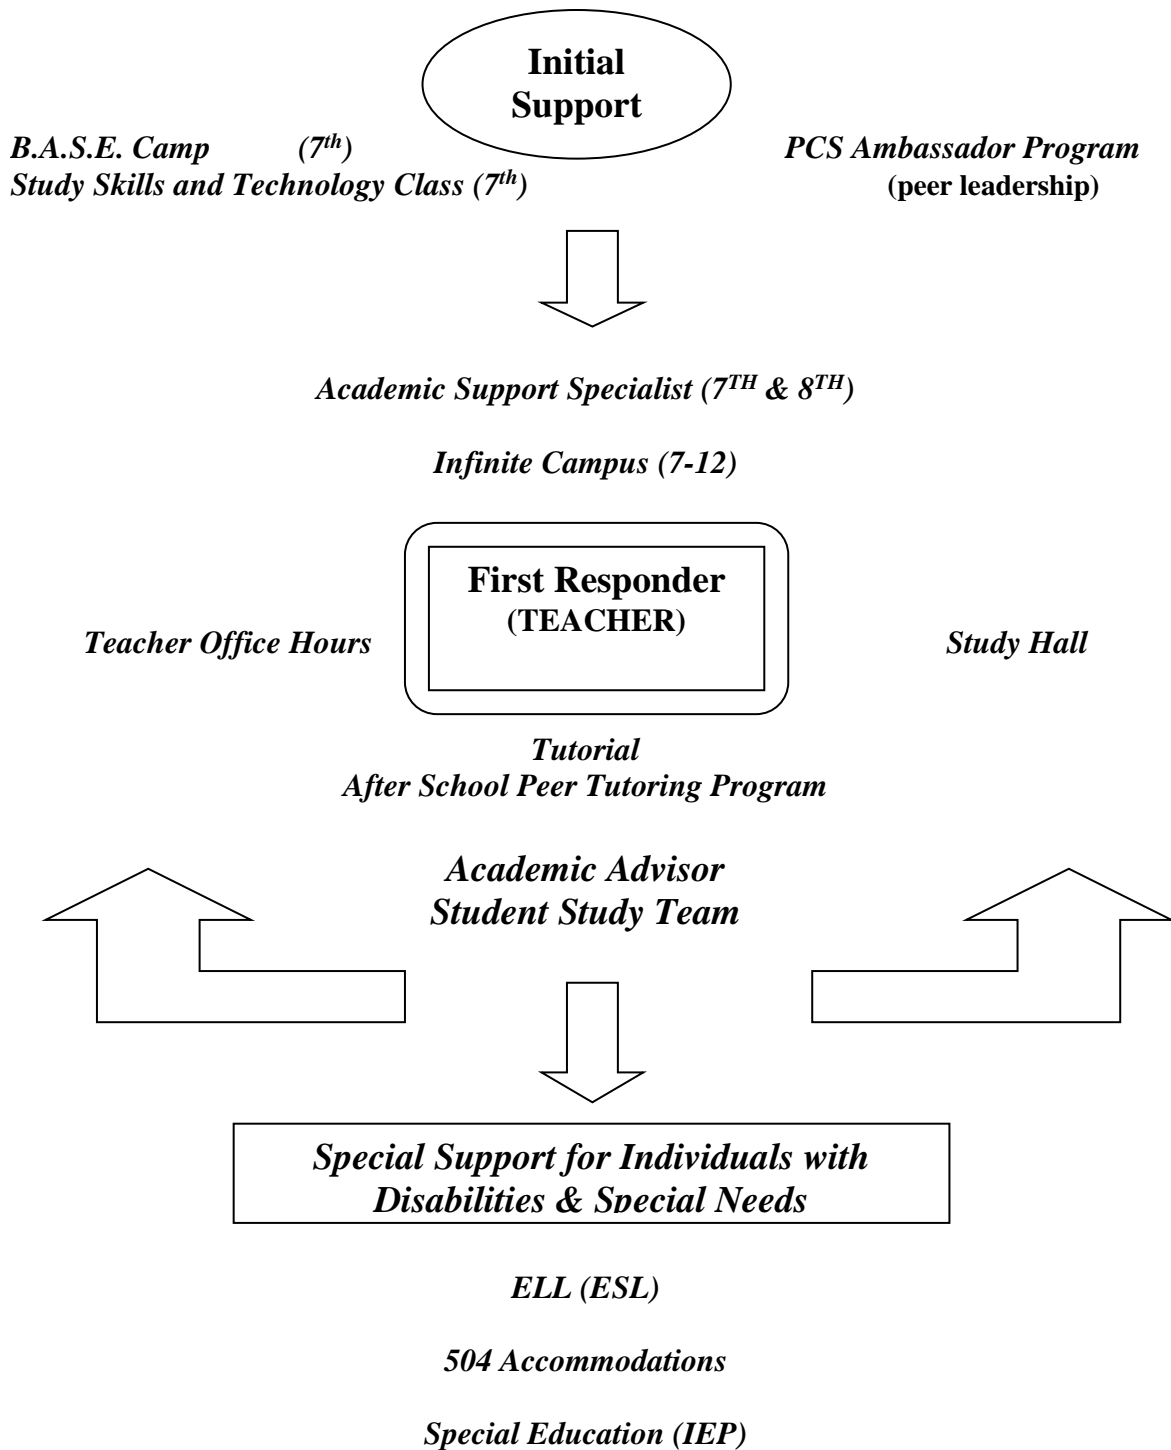 Initial
Support
B.A.S.E. Camp (7th)
PCS Ambassador Program
Study Skills and Technology Class (7th)
(peer leadership)
Academic Support Specialist (7TH & 8TH)
Infinite Campus (7-12)
First Responder
(TEACHER)
Teacher Office Hours
Study Hall
Tutorial
After School Peer Tutoring Program
Academic Advisor
Student Study Team
Special Support for Individuals with
Disabilities & Special Needs
ELL (ESL)
504 Accommodations
Special Education (IEP)